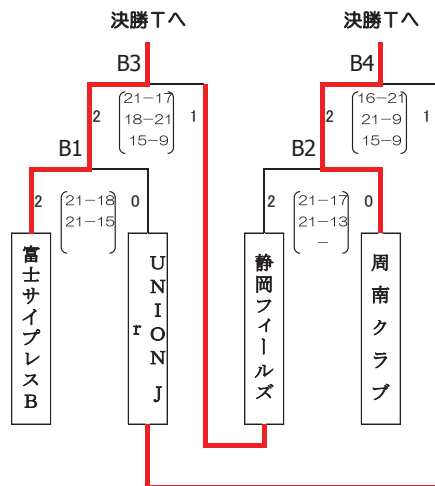 決勝Tへ 決勝Tへ
B3 B4
2 21-17 1 2 16-21 1
18-21 21-9
15-9 15-9
B1 B2
2 21-18 0 2 21-17 0
21-15 21-13
-
富士サイプレスB
UNION J
r
静岡フィールズ
周南クラブ